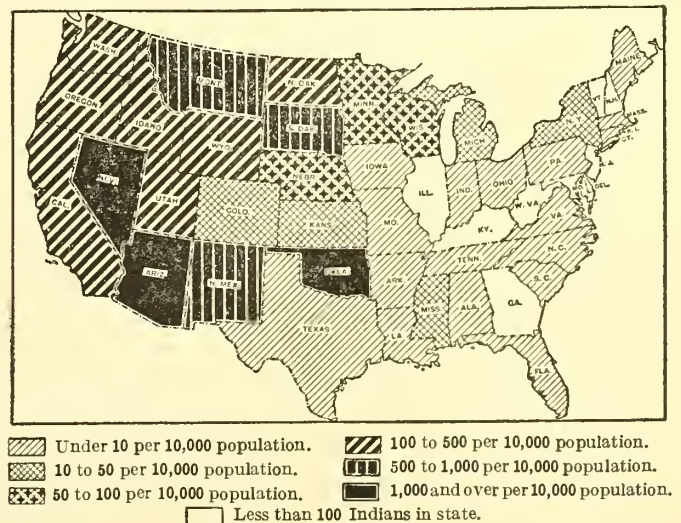 WASH.
MONT.
N. DAK
MINN.
MAINE
OREGON
IDAHO
S. DAK.
WIS.
VT.
N.H.
MASS.
N.Y.
MICH
R.I.
CT.
WYO.
IOWA
PA.
N.J.
NEV.
NEBR.
ILL.
IND.
OHIO
DEL.
UTAH
COLO.
W. VA.
CAL.
KANS.
MO.
KY.
VA.
N.C.
ARIZ.
N. MEX.
OKLA
ARK.
TENN.
S.C.
MISS.
ALA.
GA.
TEXAS
LA.
FLA.
Under 10 per 10,000 population.
10 to 50 per 10,000 population.
50 to 100 per 10,000 population.
100 to 500 per 10,000 population.
500 to 1,000 per 10,000 population.
1,000 and over per 10,000 population.
Less than 100 Indians in state.